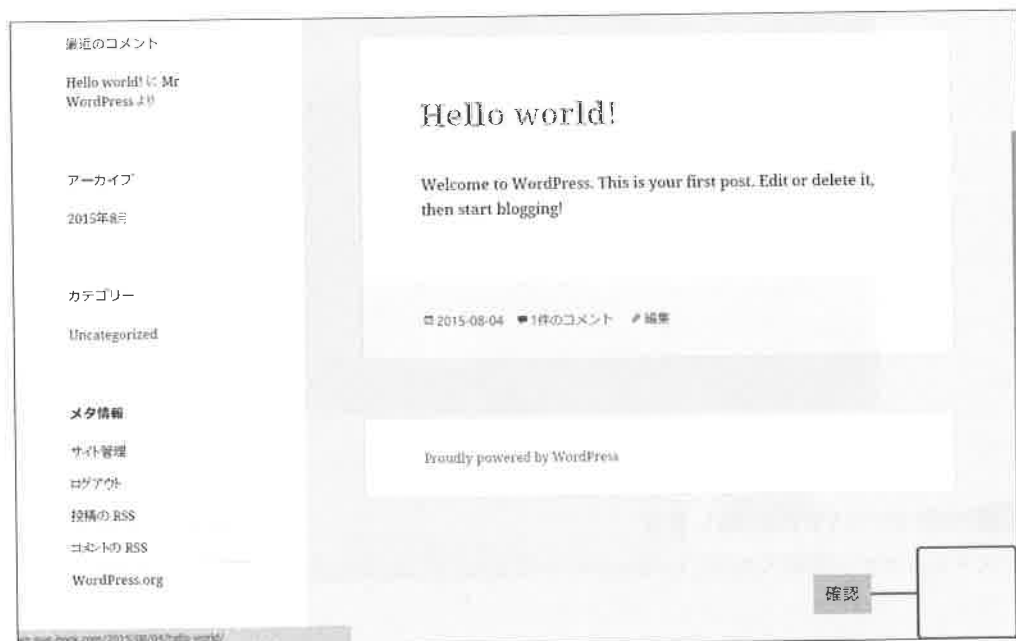 最近のコメント
Hello world! に Mr
WordPress より
アーカイブ
2015年8月
カテゴリー
Uncategorized
メタ情報
サイト管理
ログアウト
投稿の RSS
コメントの RSS
WordPress.org
Hello world!
Welcome to WordPress. This is your first post. Edit or delete it,
then start blogging!
2015-08-04 1件のコメント 編集
Proudly powered by WordPress
確認